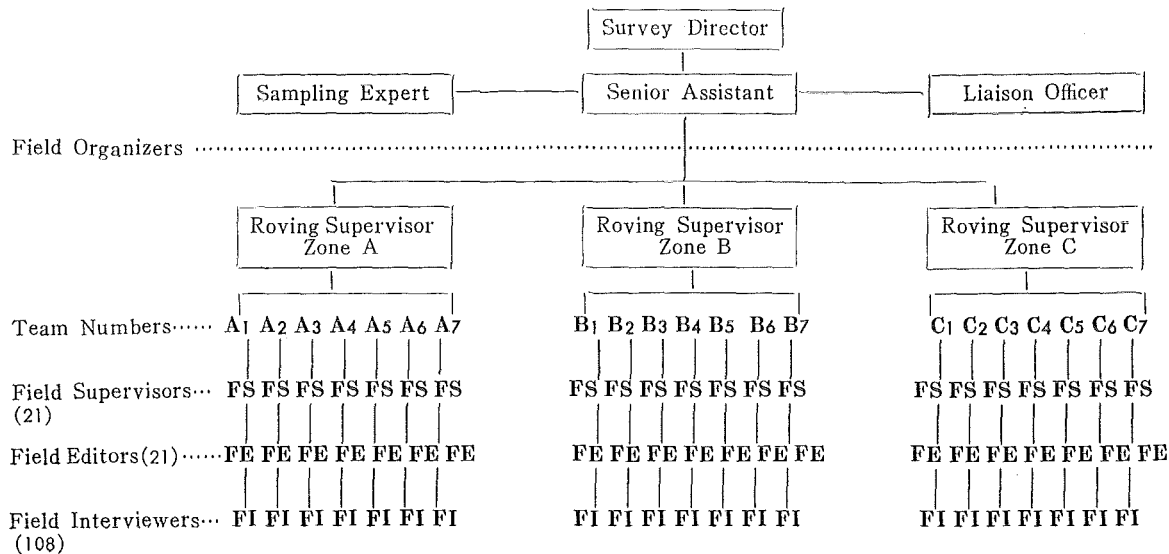 Survey Director
Sampling Expert Senior Assistant Liaison Officer
Field Organizers ................................................................
Roving Supervisor Roving Supervisor Roving Supervisor
Zone A Zone B Zone C
Team Numbers······ A1 A2 A3 A4 A5 A6 A7 B1 B2 B3 B4 B5 B6 B7 C1 C2 C3 C4 C5 C6 C7
Field Supervisors··· FS FS FS FS FS FS FS FS FS FS FS FS FS FS FS FS FS FS FS FS FS
(21)
Field Editors(21)······FE FE FE FE FE FE FE FE FE FE FE FE FE FE FE FE FE FE FE FE FE
Field Interviewers··· FI FI FI FI FI FI FI FI FI FI FI FI FI FI FI FI FI FI FI FI FI
(108)